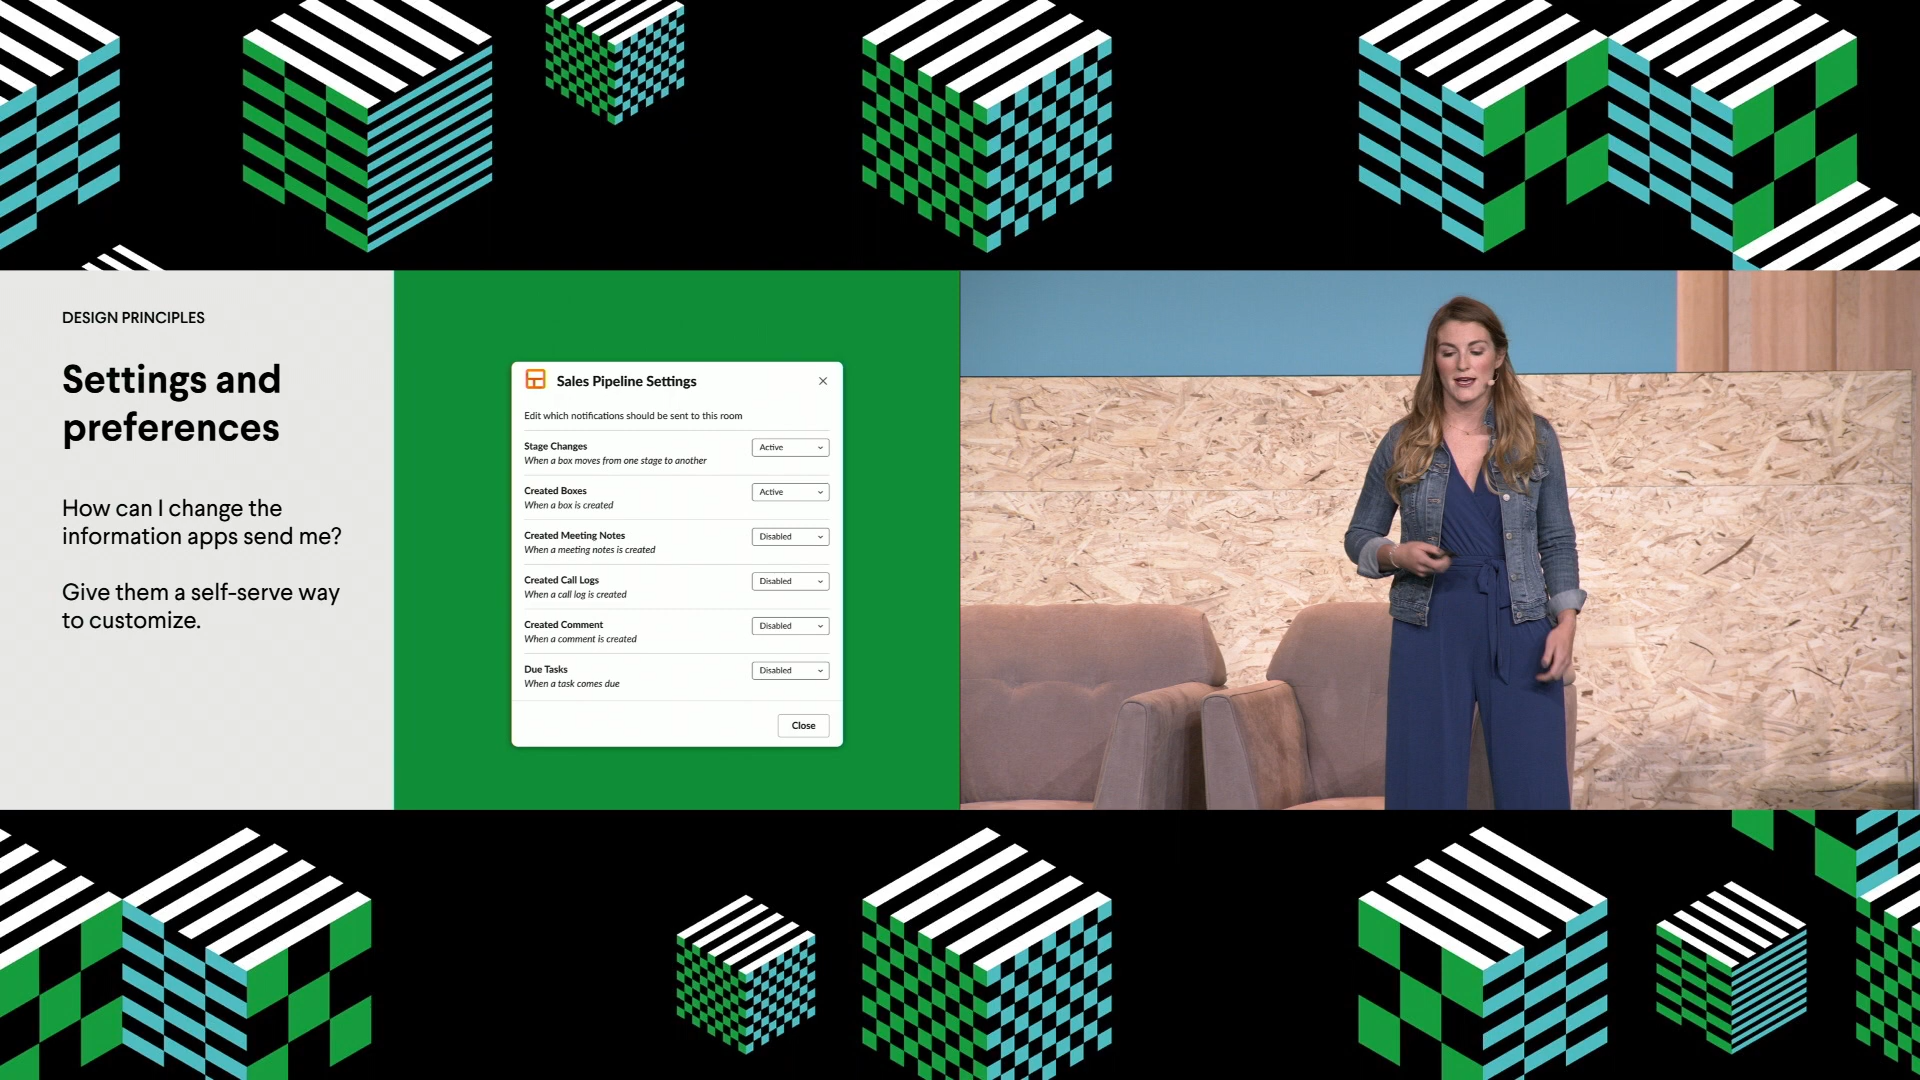 DESIGN PRINCIPLES
Settings and
preferences
How can I change the
information apps send me?
Give them a self-serve way
to customize.
Sales Pipeline Settings
Edit which notifications should be sent to this room
Stage Changes
Active
When a box moves from one stage to another
Created Boxes
Active
When a box is created
Created Meeting Notes
Disabled
When a meeting notes is created
Created Call Logs
Disabled
When a call log is created
Created Comment
Disabled
When a comment is created
Due Tasks
Disabled
When a task comes due
Close